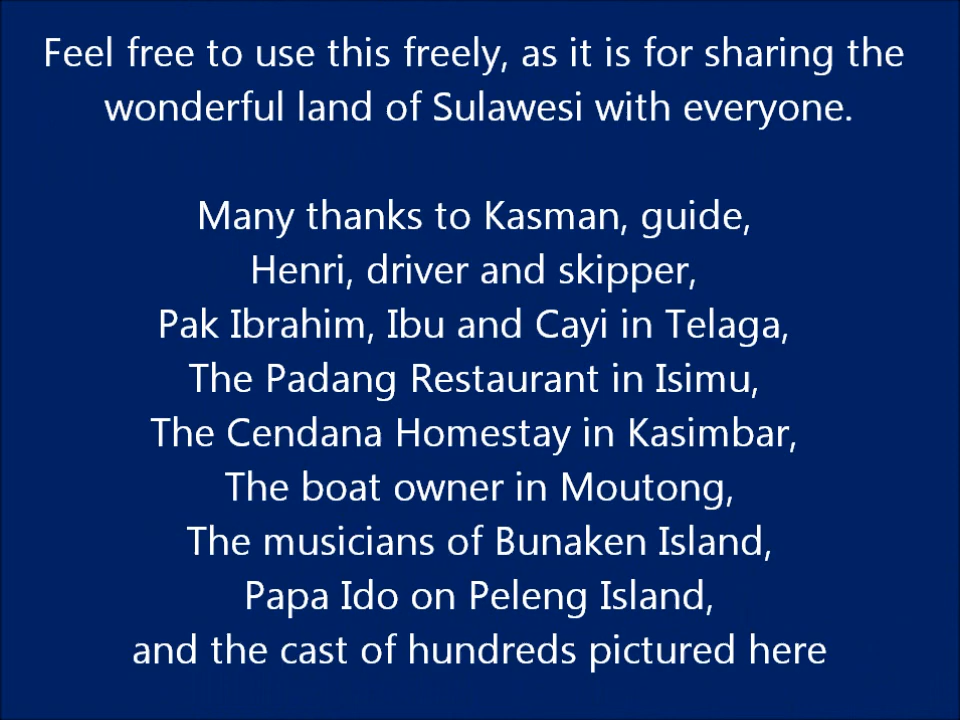 Feel free to use this freely, as it is for sharing the
wonderful land of Sulawesi with everyone.
Many thanks to Kasman, guide,
Henri, driver and skipper,
Pak Ibrahim, Ibu and Cayi in Telaga,
The Padang Restaurant in Isimu,
The Cendana Homestay in Kasimbar,
The boat owner in Moutong,
The musicians of Bunaken Island,
Papa Ido on Peleng Island,
and the cast of hundreds pictured here